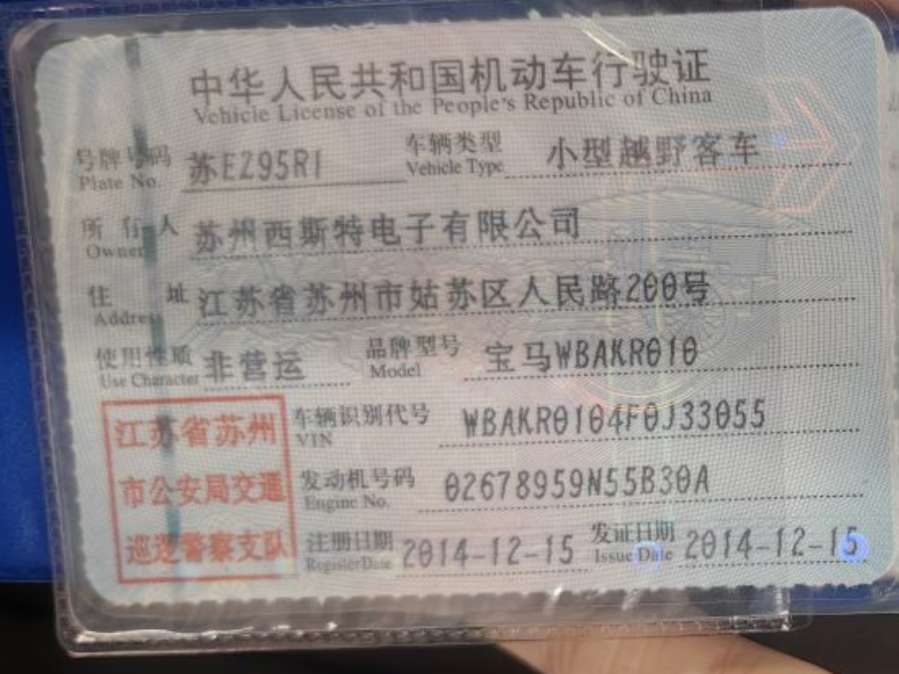 中华人民共和国机动车行驶证
Vehicle License of the People's Republic of China
号牌号码 苏EZ95R1 车辆类型 小型越野客车
Plate No. Vehicle Type
所有人 苏州西斯特电子有限公司
Owner
住址 江苏省苏州市姑苏区人民路200号
Address
使用性质 非营运 品牌型号 宝马WBAKR010
Use Character Model
江苏省苏州
市公安局交通
巡逻警察支队
车辆识别代号 WBAKR0104F0J33055
VIN
发动机号码 02678959N55B30A
Engine No.
注册日期 2014-12-15 发证日期 2014-12-15
Register Date Issue Date